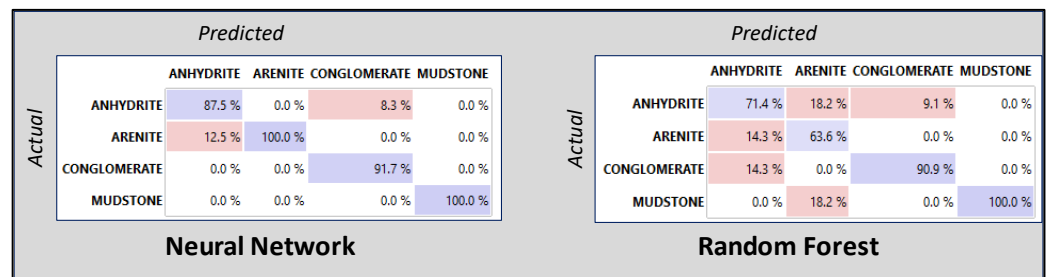 Predicted
ANHYDRITE ARENITE CONGLOMERATE MUDSTONE
Actual
ANHYDRITE 87.5 % 0.0 % 8.3 % 0.0 %
ARENITE 12.5 % 100.0 % 0.0 % 0.0 %
CONGLOMERATE 0.0 % 0.0 % 91.7 % 0.0 %
MUDSTONE 0.0 % 0.0 % 0.0 % 100.0 %
Neural Network
Predicted
ANHYDRITE ARENITE CONGLOMERATE MUDSTONE
Actual
ANHYDRITE 71.4 % 18.2 % 9.1 % 0.0 %
ARENITE 14.3 % 63.6 % 0.0 % 0.0 %
CONGLOMERATE 14.3 % 0.0 % 90.9 % 0.0 %
MUDSTONE 0.0 % 18.2 % 0.0 % 100.0 %
Random Forest